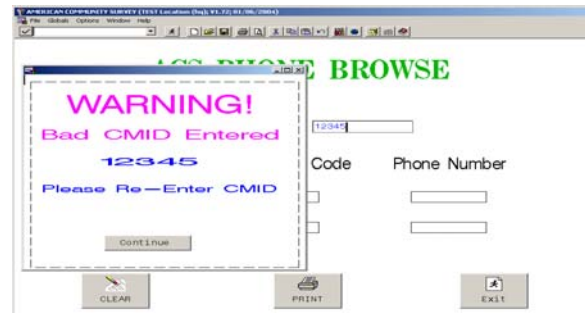 AMERICAN COMMUNITY SURVEY (TEST Location (hq); V1.72; 01/06/2004)
File Globals Options Window Help
ACS PHONE BROWSE
WARNING!
Bad CMID Entered
12345
12345
Please Re-Enter CMID
Code Phone Number
Continue
CLEAR PRINT Exit